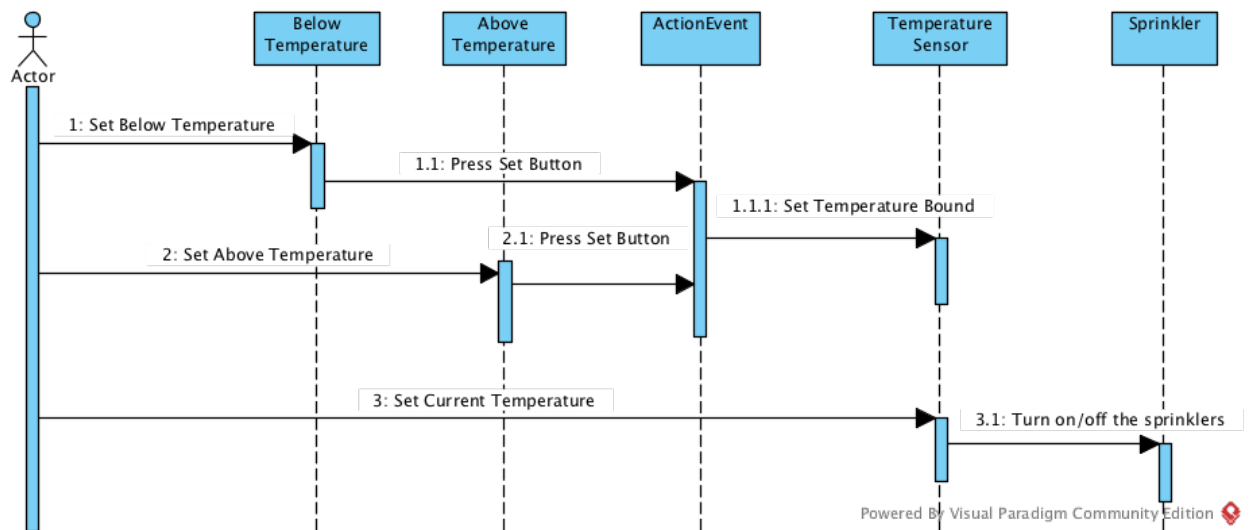 Actor
Below
Temperature
Above
Temperature
ActionEvent
Temperature
Sensor
Sprinkler
1: Set Below Temperature
1.1: Press Set Button
1.1.1: Set Temperature Bound
2.1: Press Set Button
2: Set Above Temperature
3: Set Current Temperature
3.1: Turn on/off the sprinklers
Powered By Visual Paradigm Community Edition